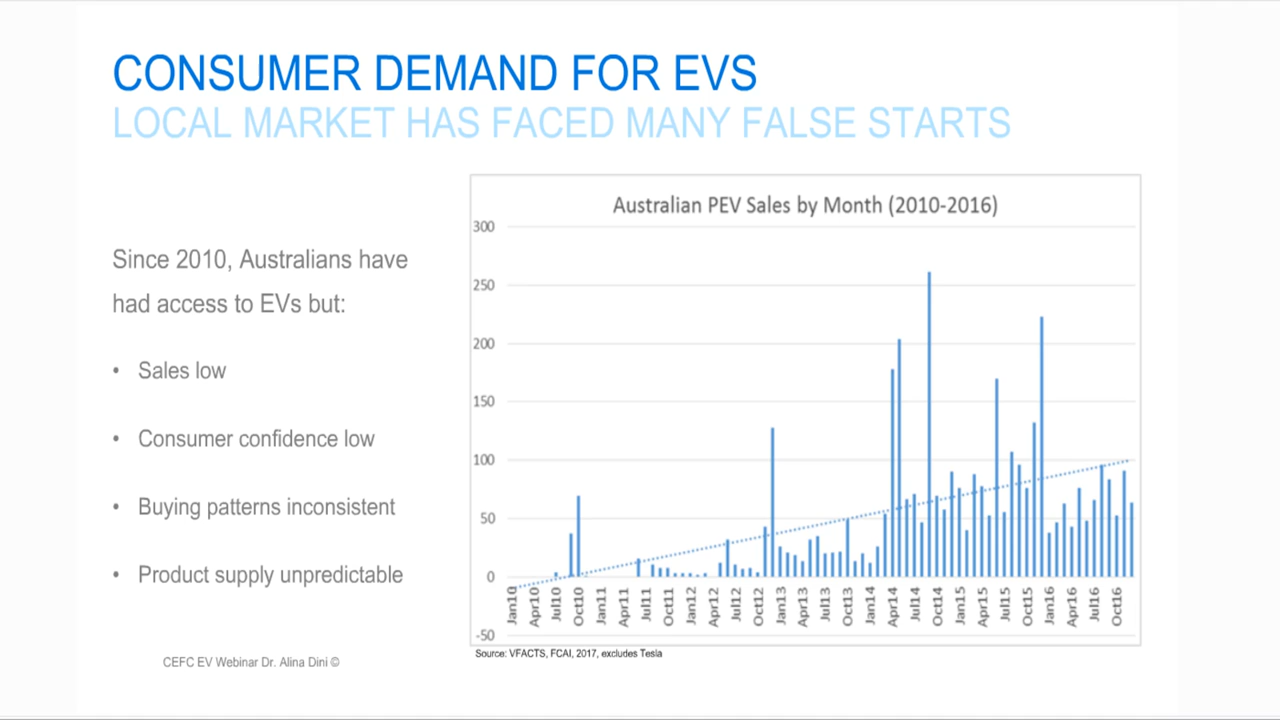 CONSUMER DEMAND FOR EVS
LOCAL MARKET HAS FACED MANY FALSE STARTS
Since 2010, Australians have
had access to EVs but:
• Sales low
• Consumer confidence low
• Buying patterns inconsistent
• Product supply unpredictable
CEFC EV Webinar Dr. Alina Dini ©
Australian PEV Sales by Month (2010-2016)
300
250
200
150
100
50
0
-50
Jan10
Apr10
Jul10
Oct10
Jan11
Apr11
Jul11
Oct11
Jan12
Apr12
Jul12
Oct12
Jan13
Apr13
Jul13
Oct13
Jan14
Apr14
Jul14
Oct14
Jan15
Apr15
Jul15
Oct15
Jan16
Apr16
Jul16
Oct16
Source: VFACTS, FCAI, 2017, excludes Tesla